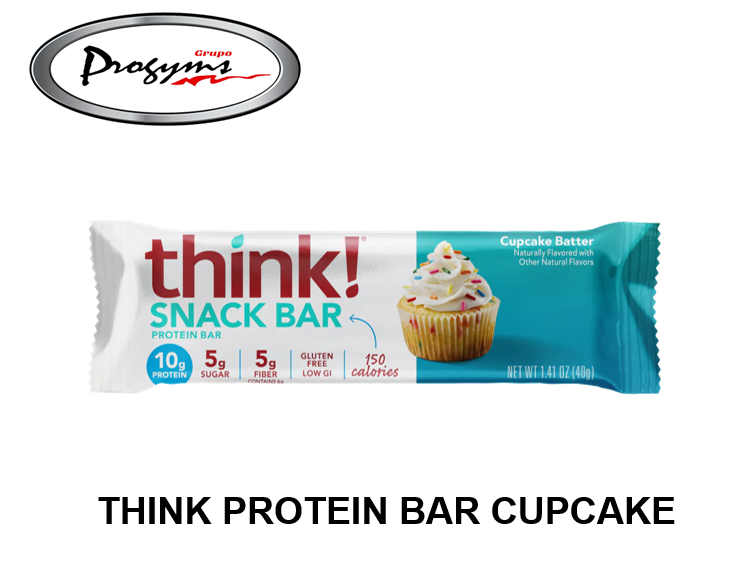 Grupo
Progyms
think!®
SNACK BAR
PROTEIN BAR
10g
PROTEIN
5g
SUGAR
5g
FIBER
CONTAINS 6g
GLUTEN
FREE
LOW GI
150
calories
Cupcake Batter
Naturally Flavored with
Other Natural Flavors
NET WT 1.41 OZ (40g)
THINK PROTEIN BAR CUPCAKE